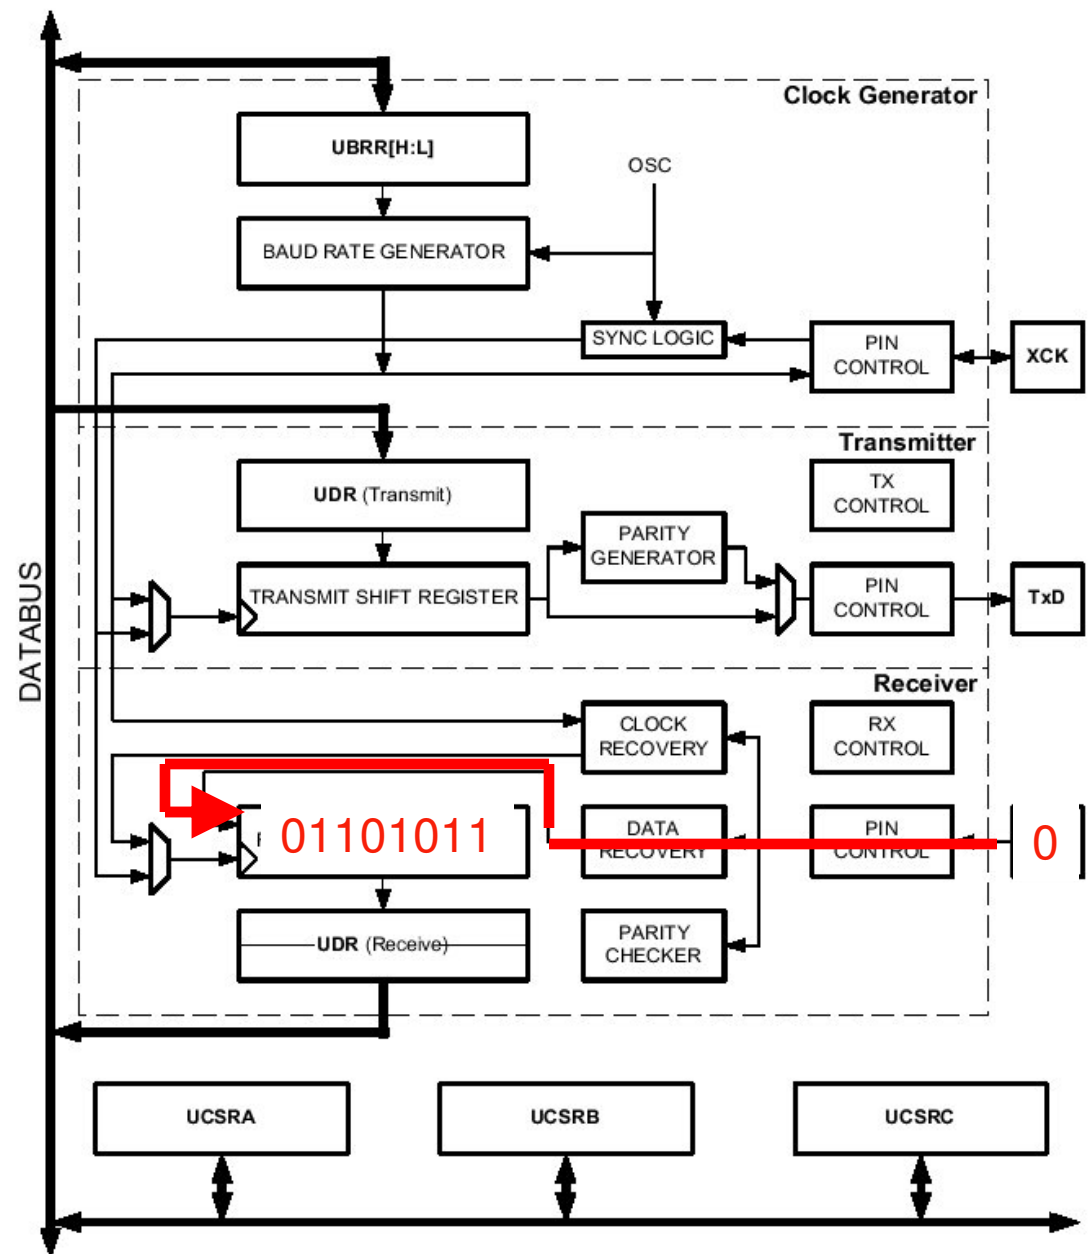 Clock Generator
UBRR[H:L]
OSC
BAUD RATE GENERATOR
SYNC LOGIC
PIN
CONTROL
XCK
DATABUS
Transmitter
UDR (Transmit)
TX
CONTROL
PARITY
GENERATOR
TRANSMIT SHIFT REGISTER
PIN
CONTROL
TxD
Receiver
CLOCK
RECOVERY
RX
CONTROL
01101011
DATA
RECOVERY
PIN
CONTROL
0
UDR (Receive)
PARITY
CHECKER
UCSRA
UCSRB
UCSRC